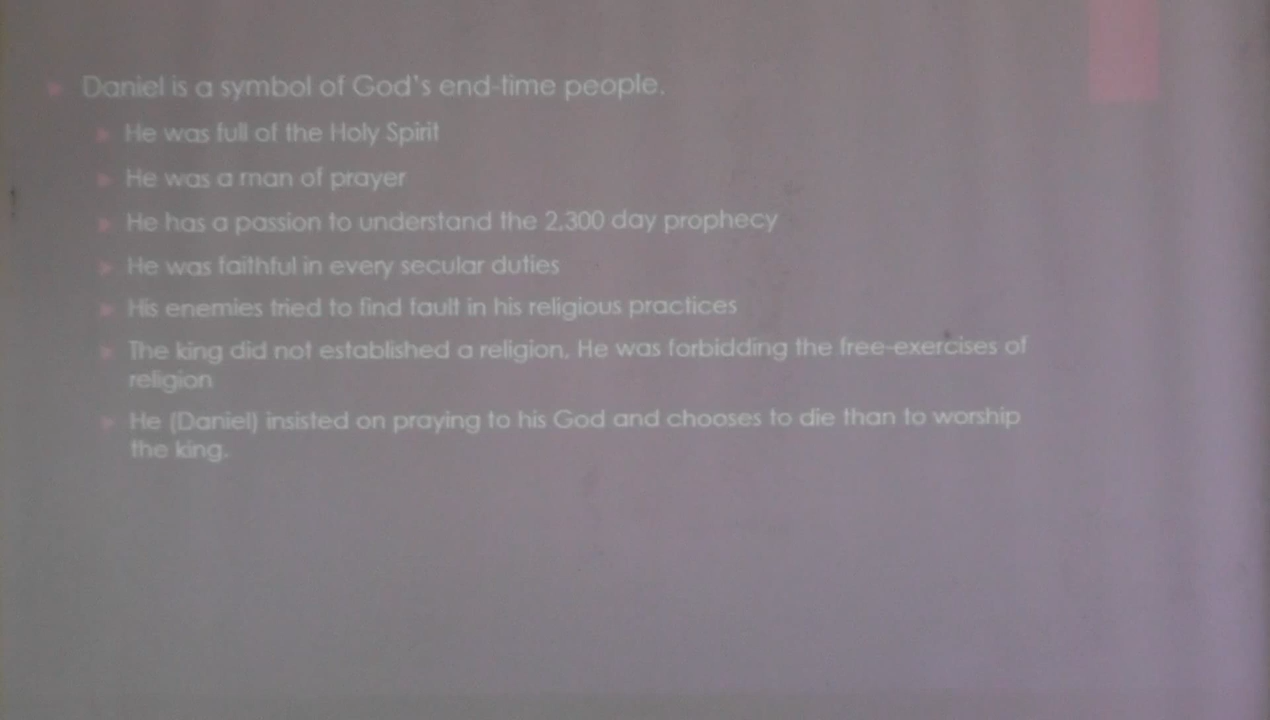 Daniel is a symbol of God's end-time people.
He was full of the Holy Spirit
He was a man of prayer
He has a passion to understand the 2,300 day prophecy
He was faithful in every secular duties
His enemies tried to find fault in his religious practices
The king did not established a religion. He was forbidding the free-exercises of
religion
He (Daniel) insisted on praying to his God and chooses to die than to worship
the king.